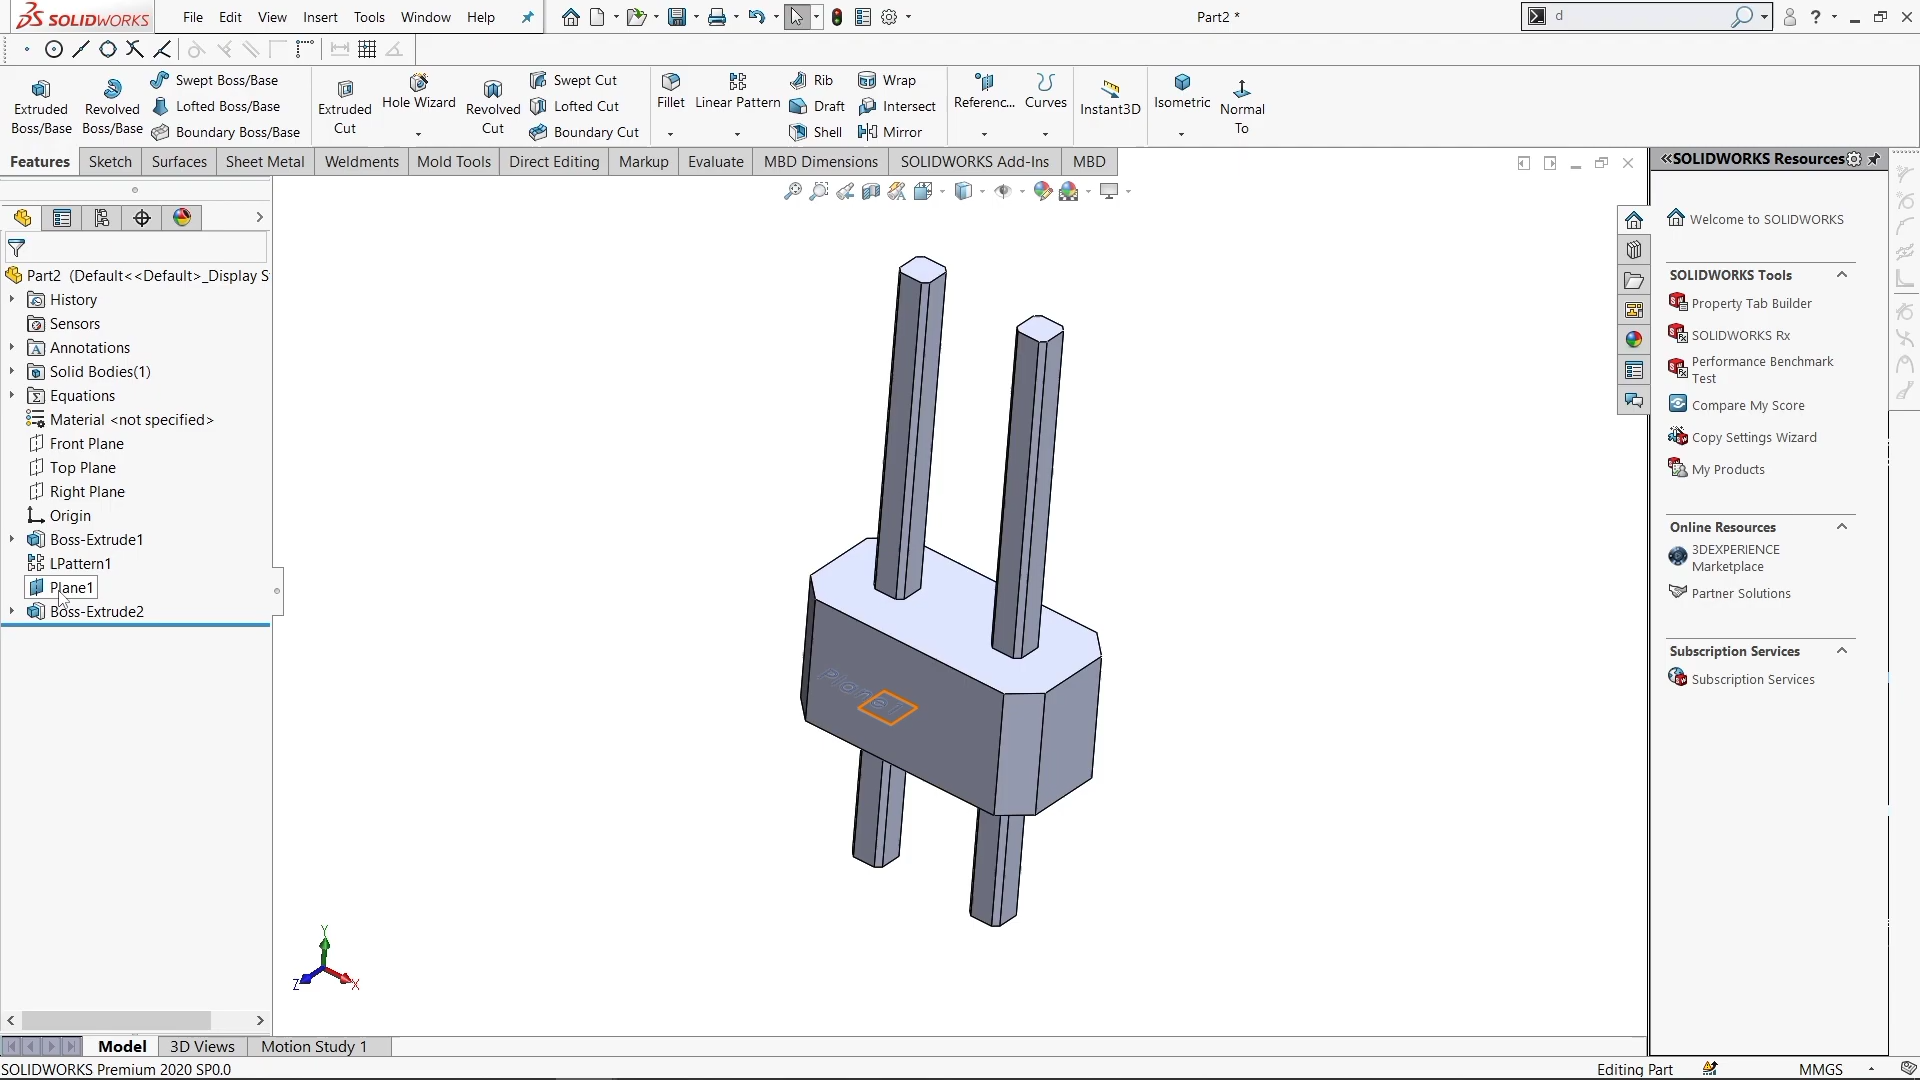 SOLIDWORKS
File Edit View Insert Tools Window Help
Part2 *
d
Extruded Boss/Base
Revolved Boss/Base
Swept Boss/Base
Lofted Boss/Base
Boundary Boss/Base
Extruded Cut
Hole Wizard
Revolved Cut
Swept Cut
Lofted Cut
Boundary Cut
Fillet
Linear Pattern
Rib
Draft
Shell
Wrap
Intersect
Mirror
Referenc...
Curves
Instant3D
Isometric
Normal To
Features Sketch Surfaces Sheet Metal Weldments Mold Tools Direct Editing Markup Evaluate MBD Dimensions SOLIDWORKS Add-Ins MBD
Part2 (Default<<Default>_Display S
History
Sensors
Annotations
Solid Bodies(1)
Equations
Material <not specified>
Front Plane
Top Plane
Right Plane
Origin
Boss-Extrude1
LPattern1
Plane1
Boss-Extrude2
Plane1
Y
Z
X
SOLIDWORKS Resources
Welcome to SOLIDWORKS
SOLIDWORKS Tools
Property Tab Builder
SOLIDWORKS Rx
Performance Benchmark
Test
Compare My Score
Copy Settings Wizard
My Products
Online Resources
3DEXPERIENCE
Marketplace
Partner Solutions
Subscription Services
Subscription Services
Model 3D Views Motion Study 1
SOLIDWORKS Premium 2020 SP0.0
Editing Part
MMGS